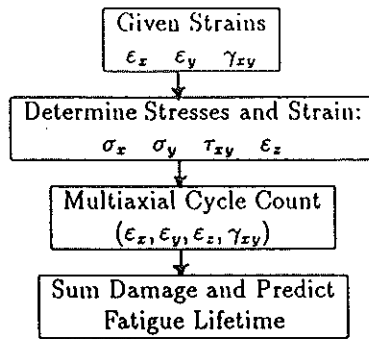 Given Strains
εx εy γxy
Determine Stresses and Strain:
σx σy τxy εz
Multiaxial Cycle Count
(εx, εy, εz, γxy)
Sum Damage and Predict
Fatigue Lifetime